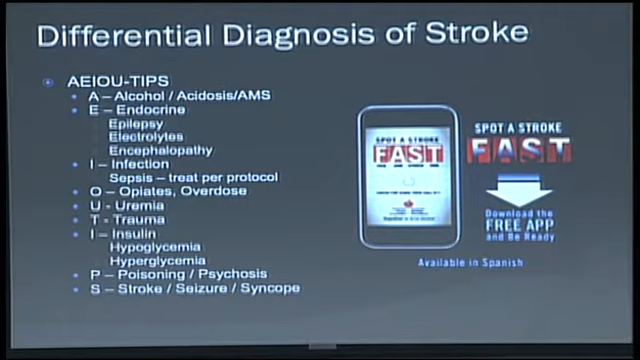 Differential Diagnosis of Stroke
AEIOU-TIPS
A – Alcohol / Acidosis/AMS
E – Endocrine
Epilepsy
Electrolytes
Encephalopathy
I – Infection
Sepsis – treat per protocol
O – Opiates, Overdose
U - Uremia
T - Trauma
I – Insulin
Hypoglycemia
Hyperglycemia
P – Poisoning / Psychosis
S – Stroke / Seizure / Syncope
SPOT A STROKE
FAST
SPOT A STROKE
FAST
Download the
FREE APP
and Be Ready
Available in Spanish